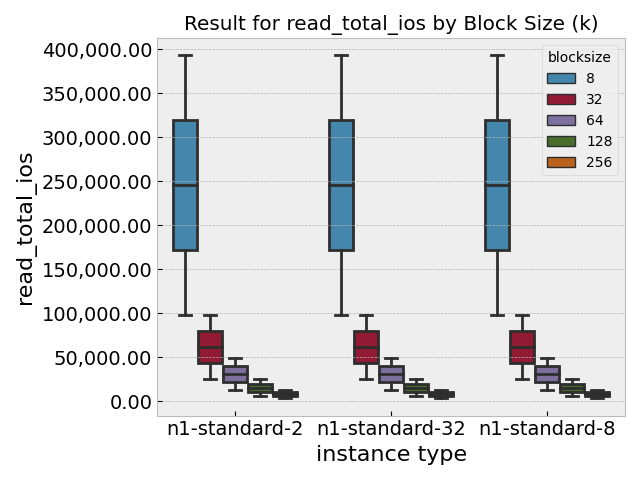 Result for read_total_ios by Block Size (k)
read_total_ios
400,000.00
350,000.00
300,000.00
250,000.00
200,000.00
150,000.00
100,000.00
50,000.00
0.00
blocksize
8
32
64
128
256
n1-standard-2
n1-standard-32
n1-standard-8
instance type